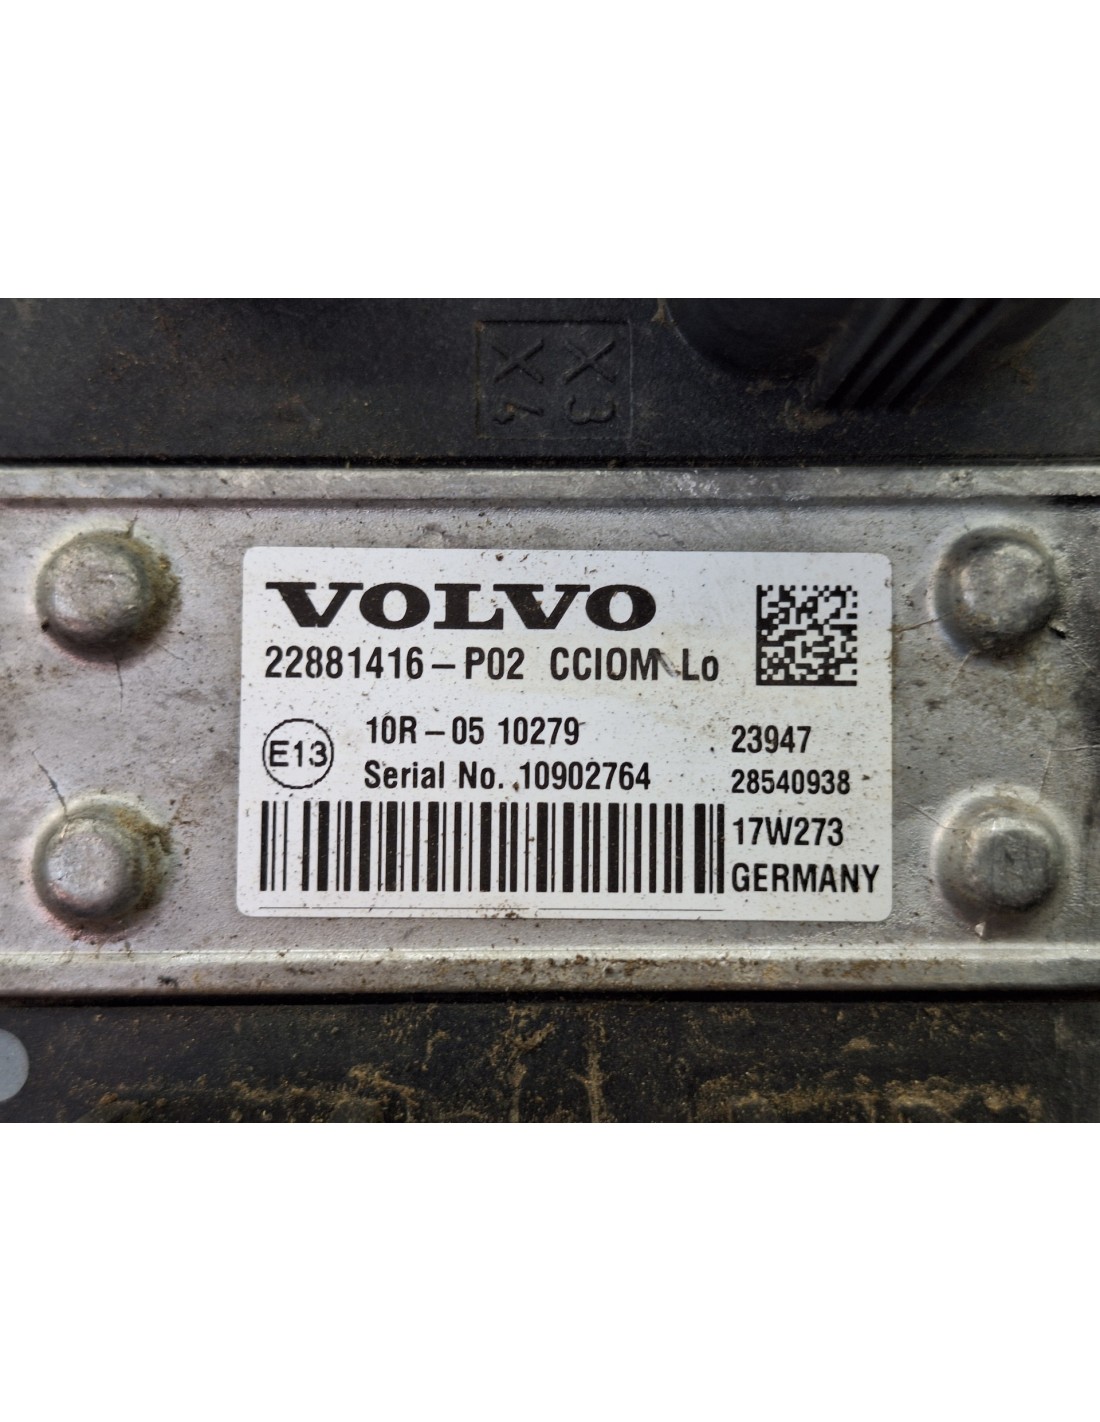 X3
X4
VOLVO
22881416-P02 CCIOM Lo
E13
10R-05 10279
23947
Serial No. 10902764
28540938
17W273
GERMANY